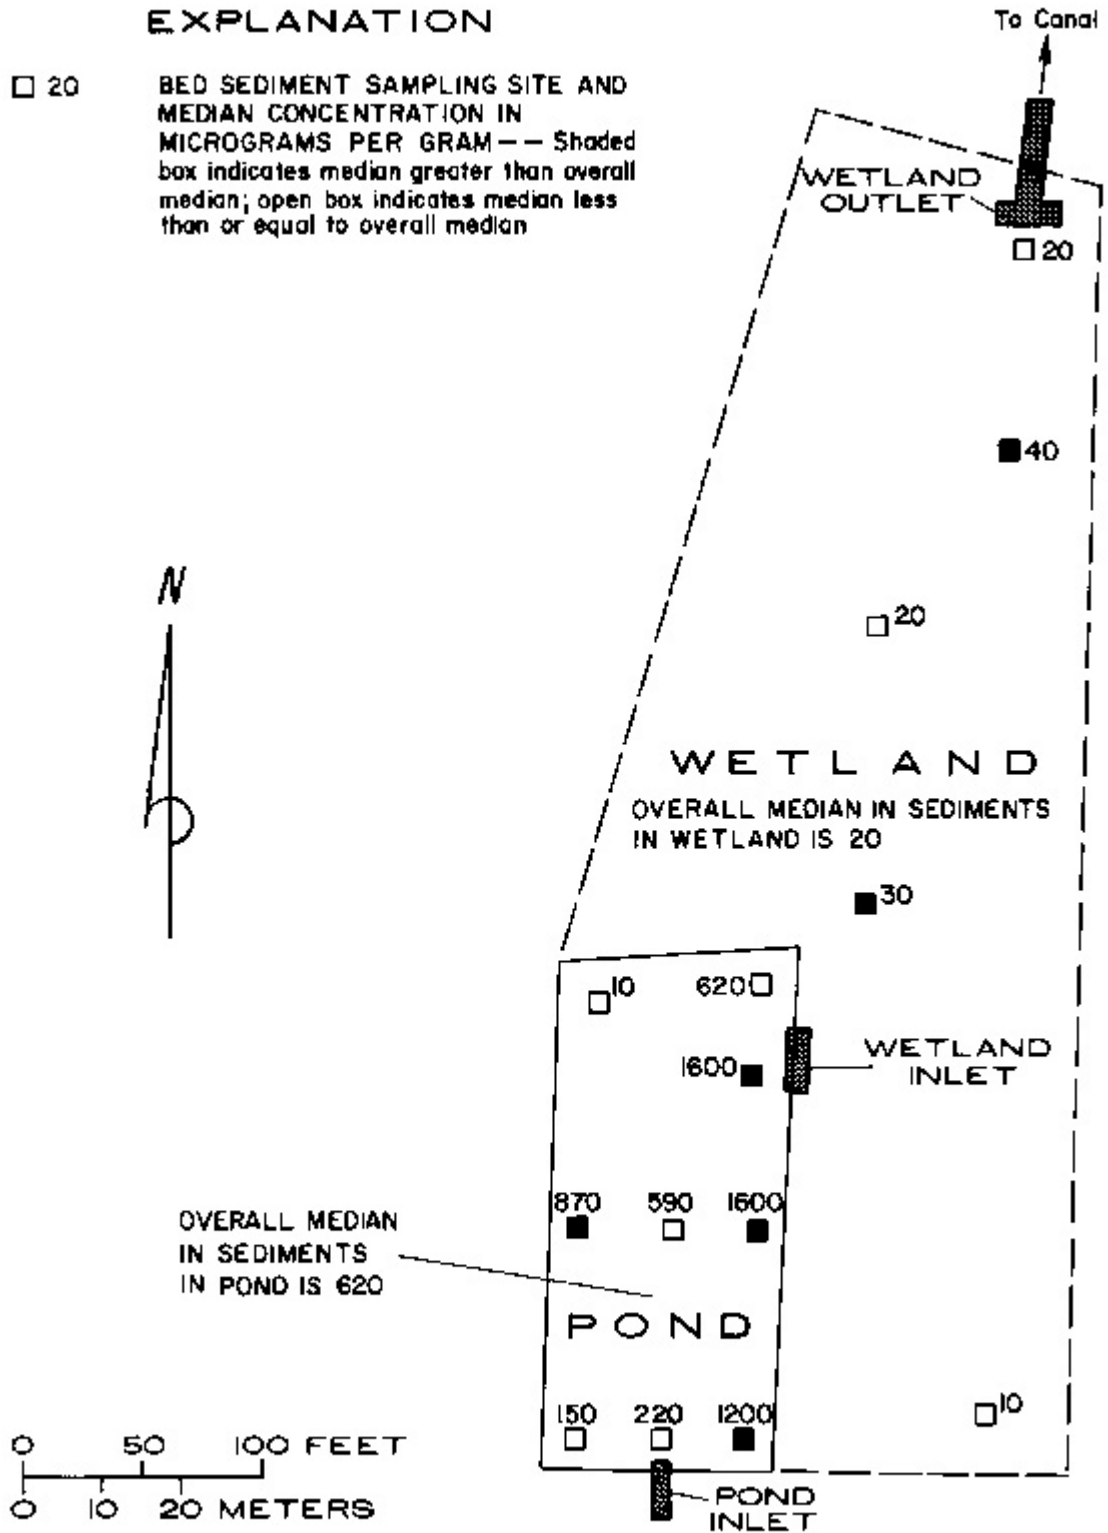 EXPLANATION
To Canal
20
BED SEDIMENT SAMPLING SITE AND
MEDIAN CONCENTRATION IN
MICROGRAMS PER GRAM -- Shaded
box indicates median greater than overall
median; open box indicates median less
than or equal to overall median
WETLAND
OUTLET
20
40
N
20
WETLAND
OVERALL MEDIAN IN SEDIMENTS
IN WETLAND IS 20
30
10
620
1600
WETLAND
INLET
870 590 1600
OVERALL MEDIAN
IN SEDIMENTS
IN POND IS 620
POND
150 220 1200
10
0 50 100 FEET
0 10 20 METERS
POND
INLET